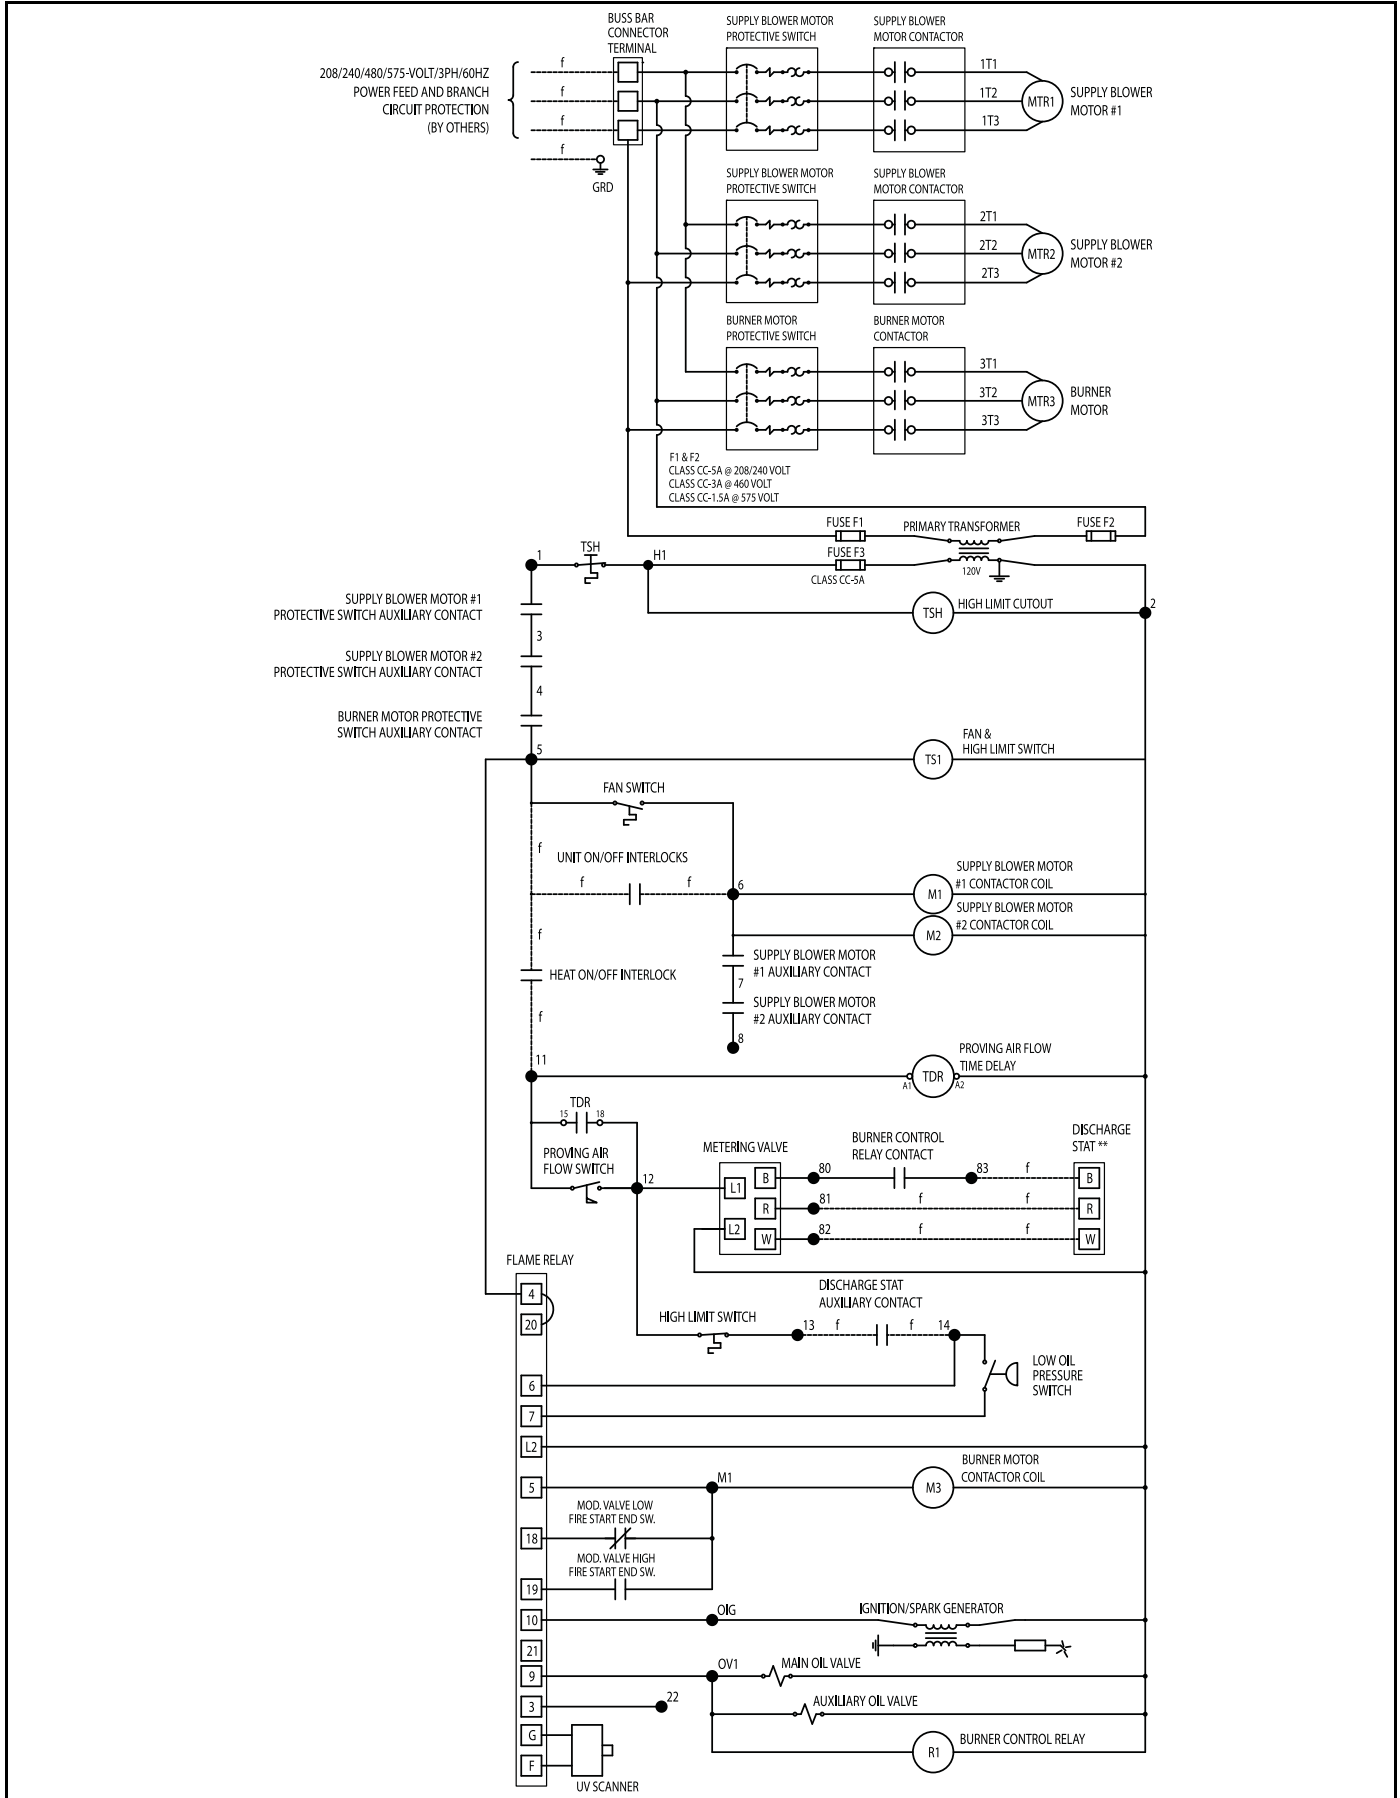 BUSS BAR
CONNECTOR
TERMINAL
SUPPLY BLOWER MOTOR
PROTECTIVE SWITCH
SUPPLY BLOWER
MOTOR CONTACTOR
208/240/480/575-VOLT/3PH/60HZ
POWER FEED AND BRANCH
CIRCUIT PROTECTION
(BY OTHERS)
f
f
f
f
GRD
1T1
1T2
1T3
MTR1
SUPPLY BLOWER
MOTOR #1
SUPPLY BLOWER MOTOR
PROTECTIVE SWITCH
SUPPLY BLOWER
MOTOR CONTACTOR
2T1
2T2
2T3
MTR2
SUPPLY BLOWER
MOTOR #2
BURNER MOTOR
PROTECTIVE SWITCH
BURNER MOTOR
CONTACTOR
3T1
3T2
3T3
MTR3
BURNER
MOTOR
F1 & F2
CLASS CC-5A @ 208/240 VOLT
CLASS CC-3A @ 460 VOLT
CLASS CC-1.5A @ 575 VOLT
FUSE F1
PRIMARY TRANSFORMER
FUSE F2
1
TSH
H1
FUSE F3
CLASS CC-5A
120V
TSH
HIGH LIMIT CUTOUT
2
SUPPLY BLOWER MOTOR #1
PROTECTIVE SWITCH AUXILIARY CONTACT
3
SUPPLY BLOWER MOTOR #2
PROTECTIVE SWITCH AUXILIARY CONTACT
4
BURNER MOTOR PROTECTIVE
SWITCH AUXILIARY CONTACT
5
TS1
FAN &
HIGH LIMIT SWITCH
FAN SWITCH
f
UNIT ON/OFF INTERLOCKS
f
f
6
M1
SUPPLY BLOWER MOTOR
#1 CONTACTOR COIL
M2
SUPPLY BLOWER MOTOR
#2 CONTACTOR COIL
f
HEAT ON/OFF INTERLOCK
SUPPLY BLOWER MOTOR
#1 AUXILIARY CONTACT
7
f
SUPPLY BLOWER MOTOR
#2 AUXILIARY CONTACT
8
11
A1
TDR
A2
PROVING AIR FLOW
TIME DELAY
TDR
15
18
PROVING AIR
FLOW SWITCH
12
METERING VALVE
L1
L2
B
R
W
80
81
82
BURNER CONTROL
RELAY CONTACT
83
f
f
f
f
f
DISCHARGE
STAT **
B
R
W
FLAME RELAY
4
20
HIGH LIMIT SWITCH
13
f
DISCHARGE STAT
AUXILIARY CONTACT
f
14
LOW OIL
PRESSURE
SWITCH
6
7
L2
5
M1
M3
BURNER MOTOR
CONTACTOR COIL
MOD. VALVE LOW
FIRE START END SW.
18
MOD. VALVE HIGH
FIRE START END SW.
19
10
OIG
IGNITION/SPARK GENERATOR
21
9
OV1
MAIN OIL VALVE
3
22
AUXILIARY OIL VALVE
G
F
UV SCANNER
R1
BURNER CONTROL RELAY